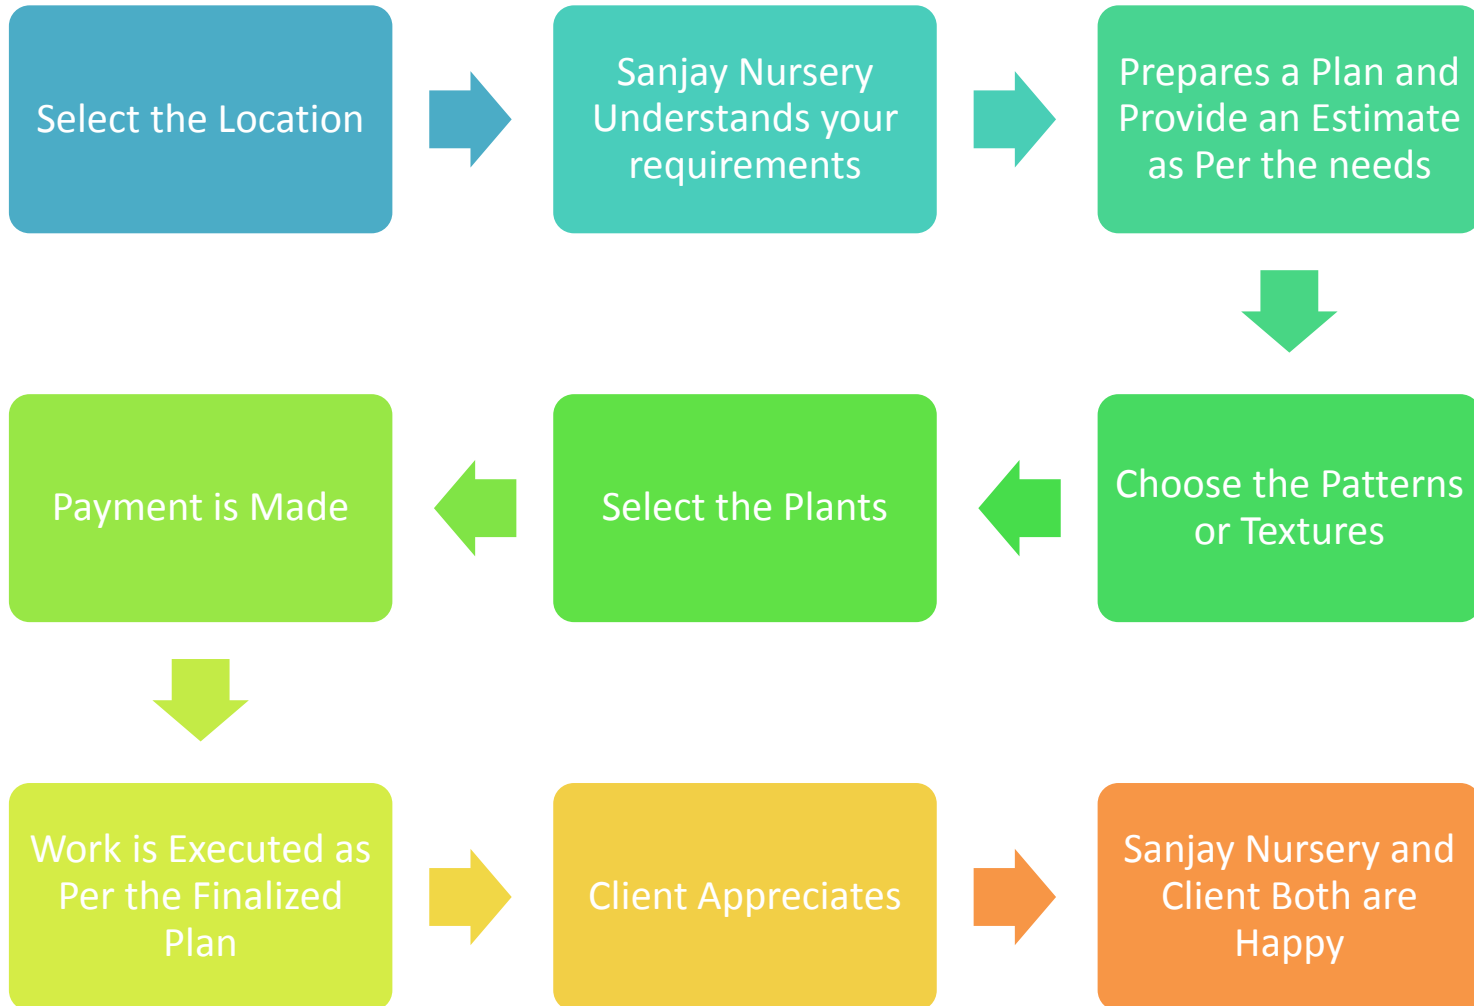 Select the Location
Sanjay Nursery
Understands your
requirements
Prepares a Plan and
Provide an Estimate
as Per the needs
Choose the Patterns
or Textures
Select the Plants
Payment is Made
Work is Executed as
Per the Finalized
Plan
Client Appreciates
Sanjay Nursery and
Client Both are
Happy